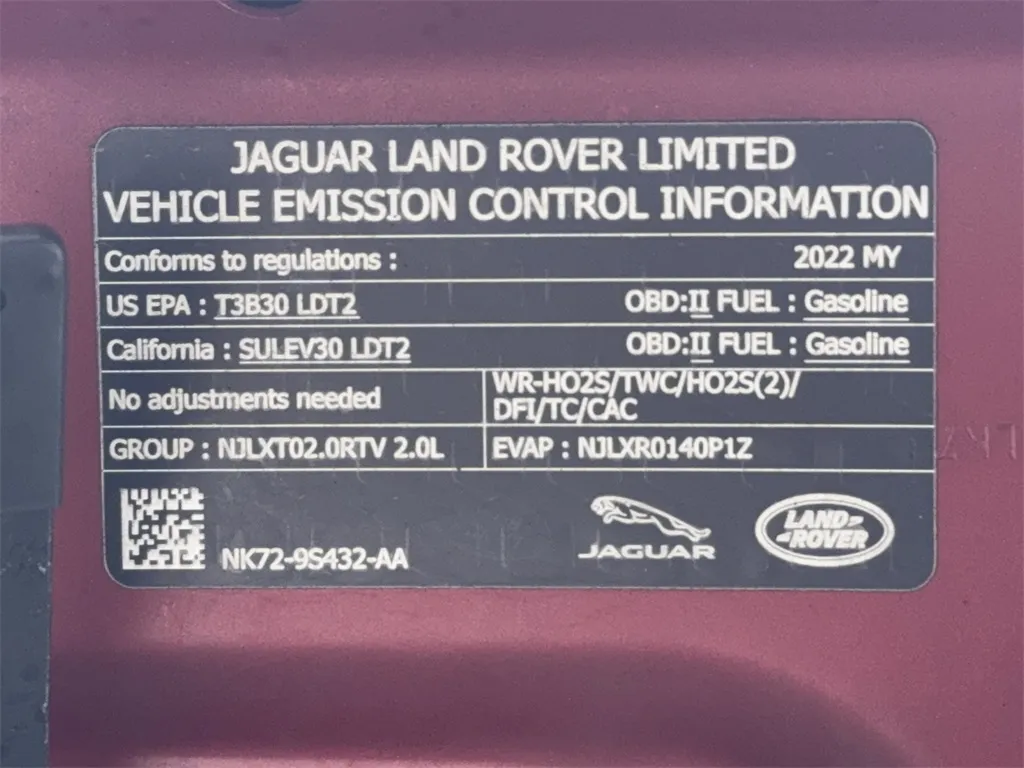 JAGUAR LAND ROVER LIMITED
VEHICLE EMISSION CONTROL INFORMATION
Conforms to regulations : 2022 MY
US EPA : T3B30 LDT2 OBD:II FUEL : Gasoline
California : SULEV30 LDT2 OBD:II FUEL : Gasoline
No adjustments needed
WR-HO2S/TWC/HO2S(2)/
DFI/TC/CAC
GROUP : NJLXT02.0RTV 2.0L EVAP : NJLXR0140P1Z
NK72-9S432-AA
JAGUAR
LAND-
-ROVER